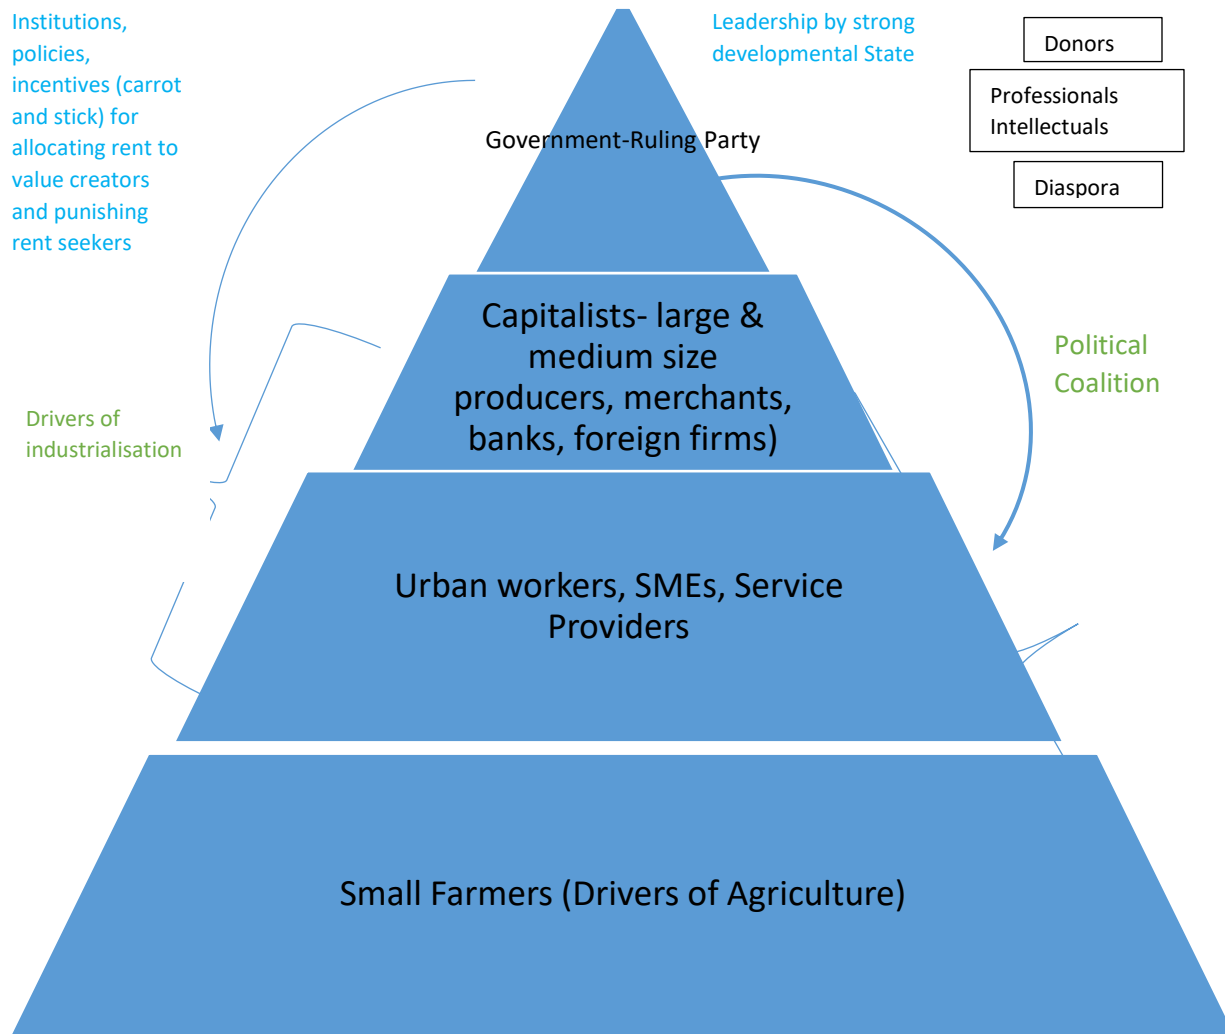 Institutions,
policies,
incentives (carrot
and stick) for
allocating rent to
value creators
and punishing
rent seekers
Leadership by strong
developmental State
Donors
Professionals
Intellectuals
Diaspora
Government-Ruling Party
Capitalists- large &
medium size
producers, merchants,
banks, foreign firms)
Political
Coalition
Drivers of
industrialisation
Urban workers, SMEs, Service
Providers
Small Farmers (Drivers of Agriculture)